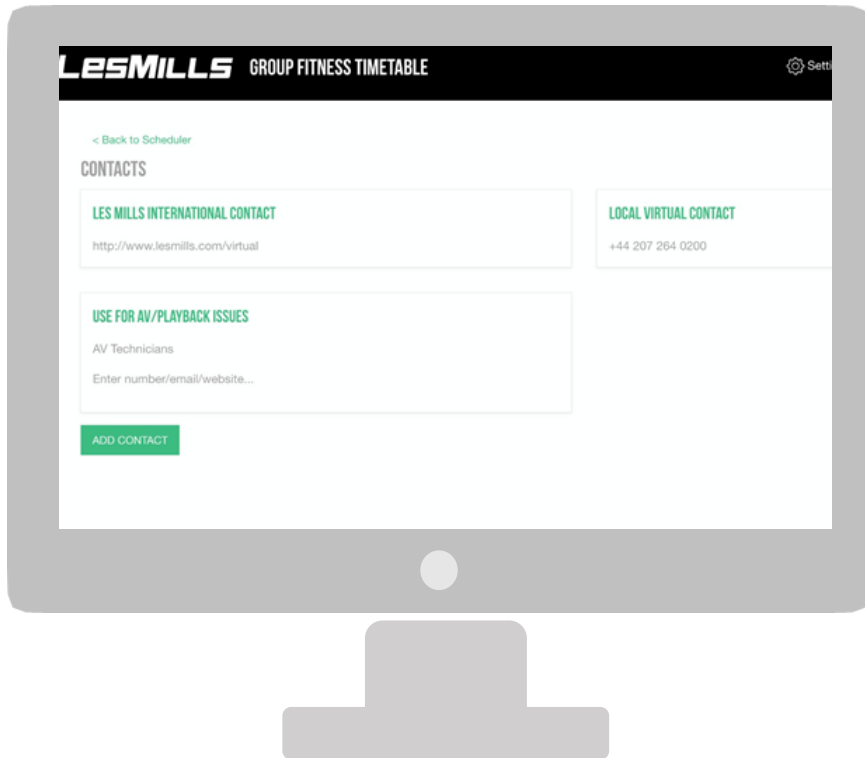 LESMILLS GROUP FITNESS TIMETABLE
Setti
< Back to Scheduler
CONTACTS
LES MILLS INTERNATIONAL CONTACT
http://www.lesmills.com/virtual
LOCAL VIRTUAL CONTACT
+44 207 264 0200
USE FOR AV/PLAYBACK ISSUES
AV Technicians
Enter number/email/website...
ADD CONTACT